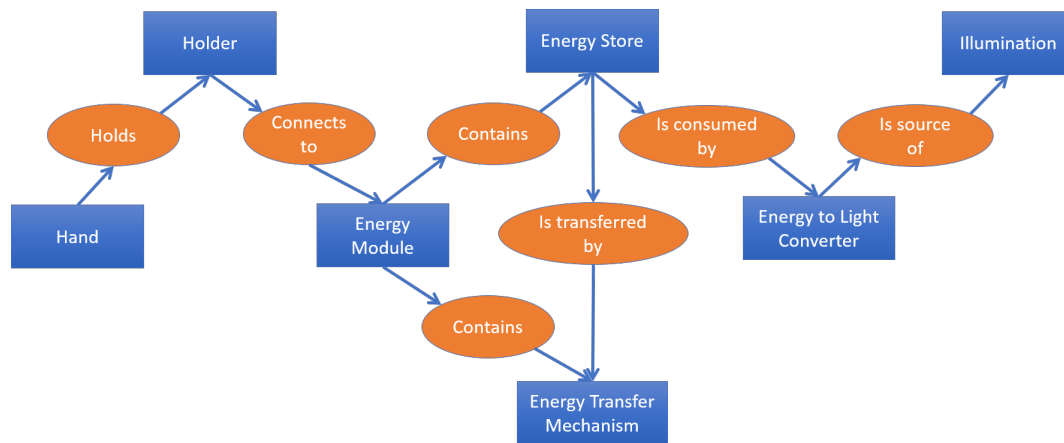 Holder
Energy Store
Illumination
Holds
Connects
to
Contains
Is consumed
by
Is source
of
Hand
Energy
Module
Is transferred
by
Energy to Light
Converter
Contains
Energy Transfer
Mechanism